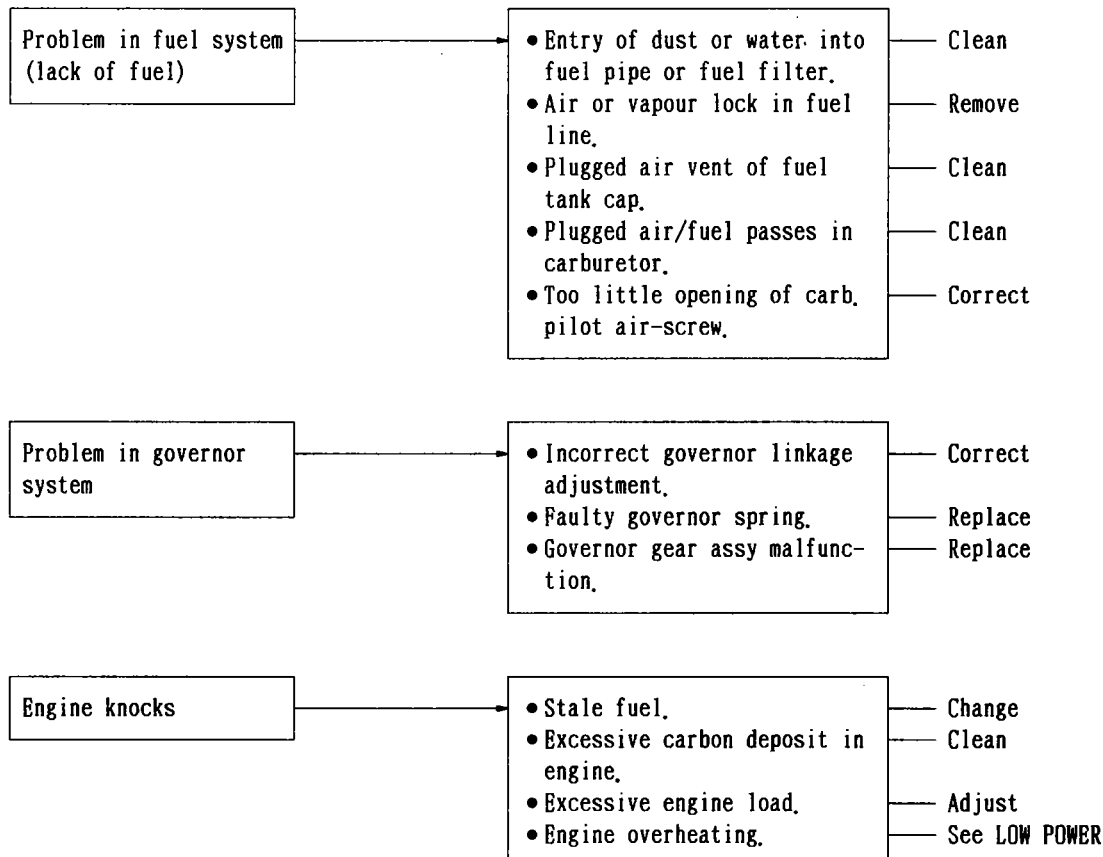 Problem in fuel system
(lack of fuel)
● Entry of dust or water into
fuel pipe or fuel filter.
Clean
● Air or vapour lock in fuel
line.
Remove
● Plugged air vent of fuel
tank cap.
Clean
● Plugged air/fuel passes in
carburetor.
Clean
● Too little opening of carb.
pilot air-screw.
Correct
Problem in governor
system
● Incorrect governor linkage
adjustment.
Correct
● Faulty governor spring.
Replace
● Governor gear assy malfunc-
tion.
Replace
Engine knocks
● Stale fuel.
Change
● Excessive carbon deposit in
engine.
Clean
● Excessive engine load.
Adjust
● Engine overheating.
See LOW POWER